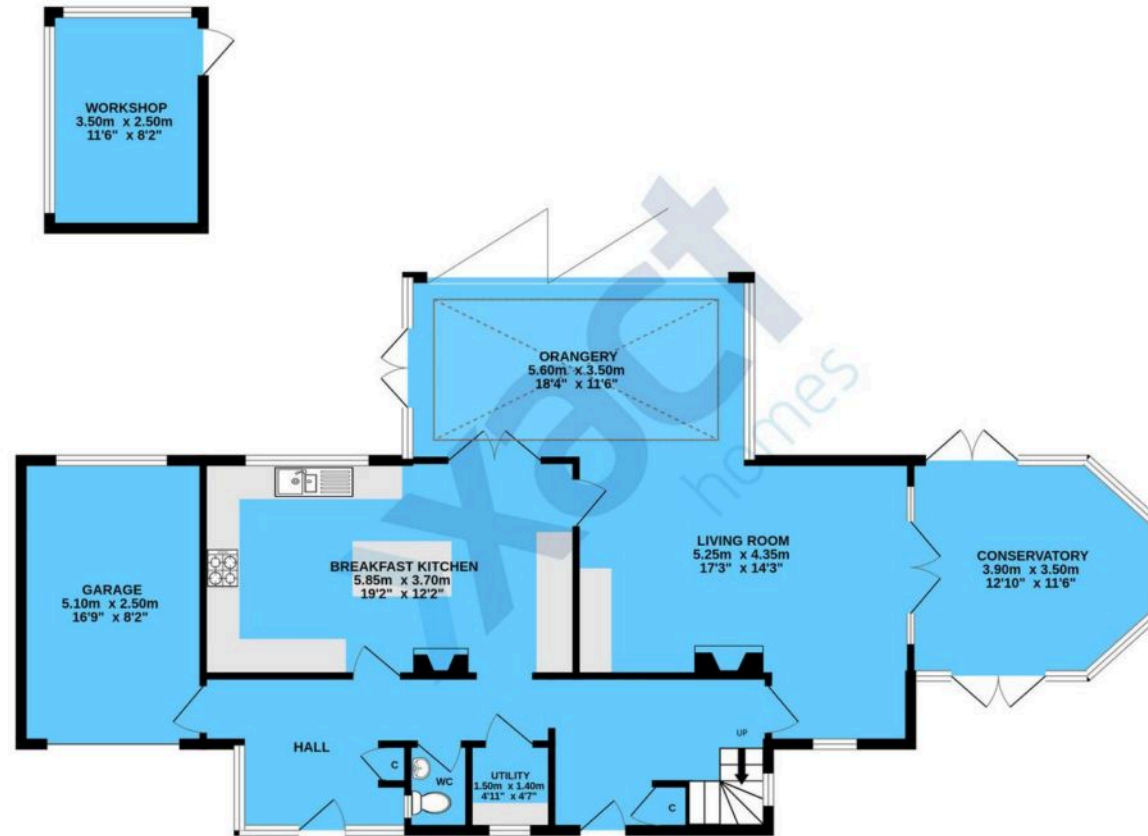 WORKSHOP
3.50m x 2.50m
11'6" x 8'2"
ORANGERY
5.60m x 3.50m
18'4" x 11'6"
xact
homes
GARAGE
5.10m x 2.50m
16'9" x 8'2"
BREAKFAST KITCHEN
5.85m x 3.70m
19'2" x 12'2"
LIVING ROOM
5.25m x 4.35m
17'3" x 14'3"
CONSERVATORY
3.90m x 3.50m
12'10" x 11'6"
HALL
C
WC
UTILITY
1.50m x 1.40m
4'11" x 4'7"
UP
C